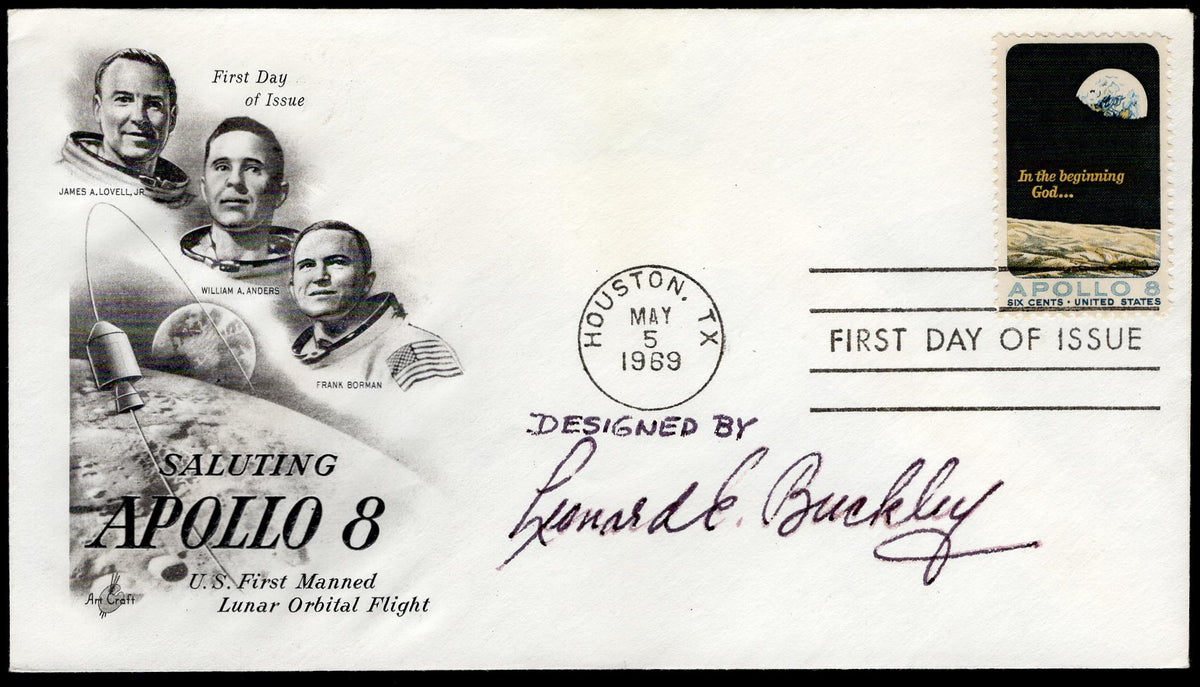 First Day
of Issue
JAMES A. LOVELL, JR.
WILLIAM A. ANDERS
FRANK BORMAN
SALUTING
APOLLO 8
U.S. First Manned
Lunar Orbital Flight
Art Craft
In the beginning
God...
APOLLO 8
SIX CENTS · UNITED STATES
HOUSTON, TX
MAY
5
1969
FIRST DAY OF ISSUE
DESIGNED BY
Leonard E. Buckley